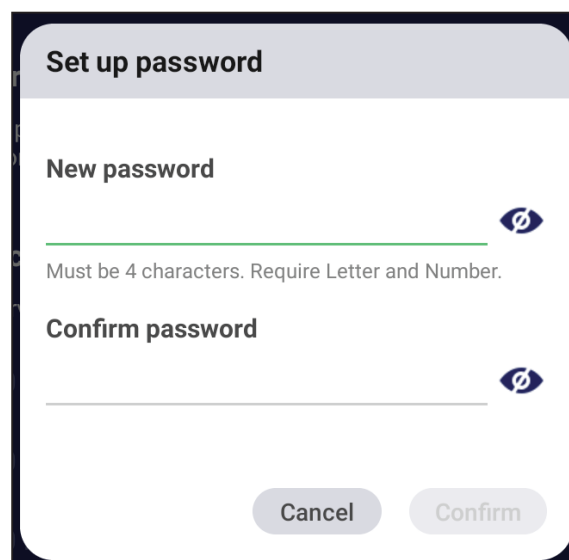 Set up password
New password
Must be 4 characters. Require Letter and Number.
Confirm password
Cancel
Confirm